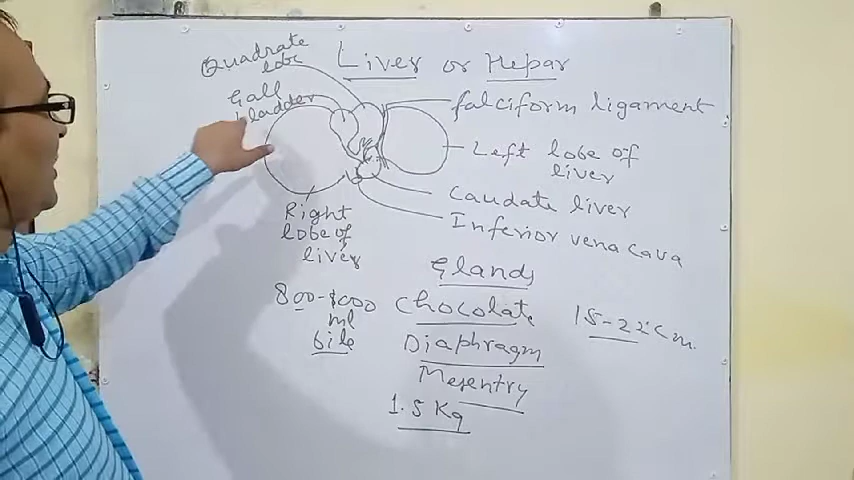 Liver or Hepar
Quadrate
lobe
Gall
bladder
falciform ligament
Left lobe of
liver
Caudate liver
Inferior vena cava
Right
lobe of
liver
Gland
800-1000
ml
bile
Chocolate
15-22 cm.
Diaphragm
Mesentry
1.5 Kg